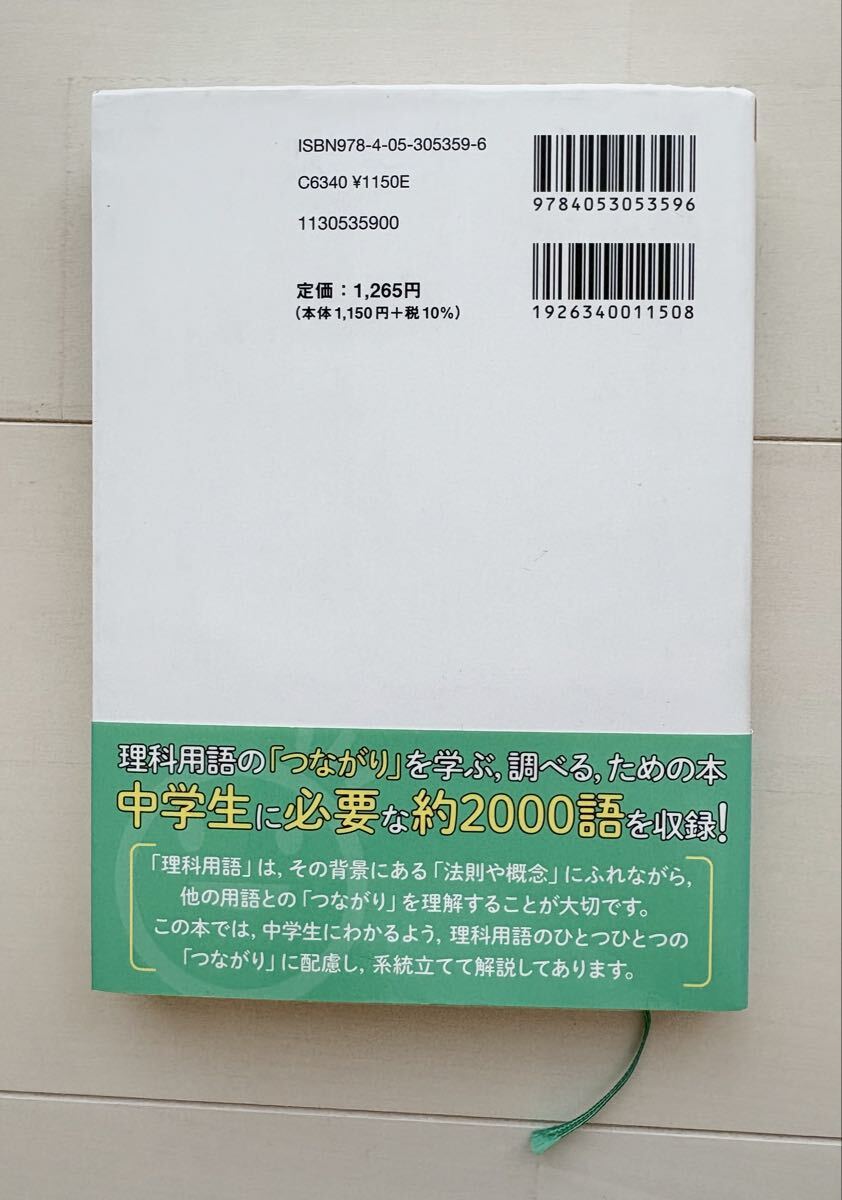 ISBN978-4-05-305359-6
C6340 ¥1150E
1130535900
9784053053596
定価：1,265円
（本体1,150円＋税10%）
1926340011508
理科用語の「つながり」を学ぶ，調べる，ための本
中学生に必要な約2000語を収録！
「理科用語」は，その背景にある「法則や概念」にふれながら，
他の用語との「つながり」を理解することが大切です。
この本では，中学生にわかるよう，理科用語のひとつひとつの
「つながり」に配慮し，系統立てて解説してあります。